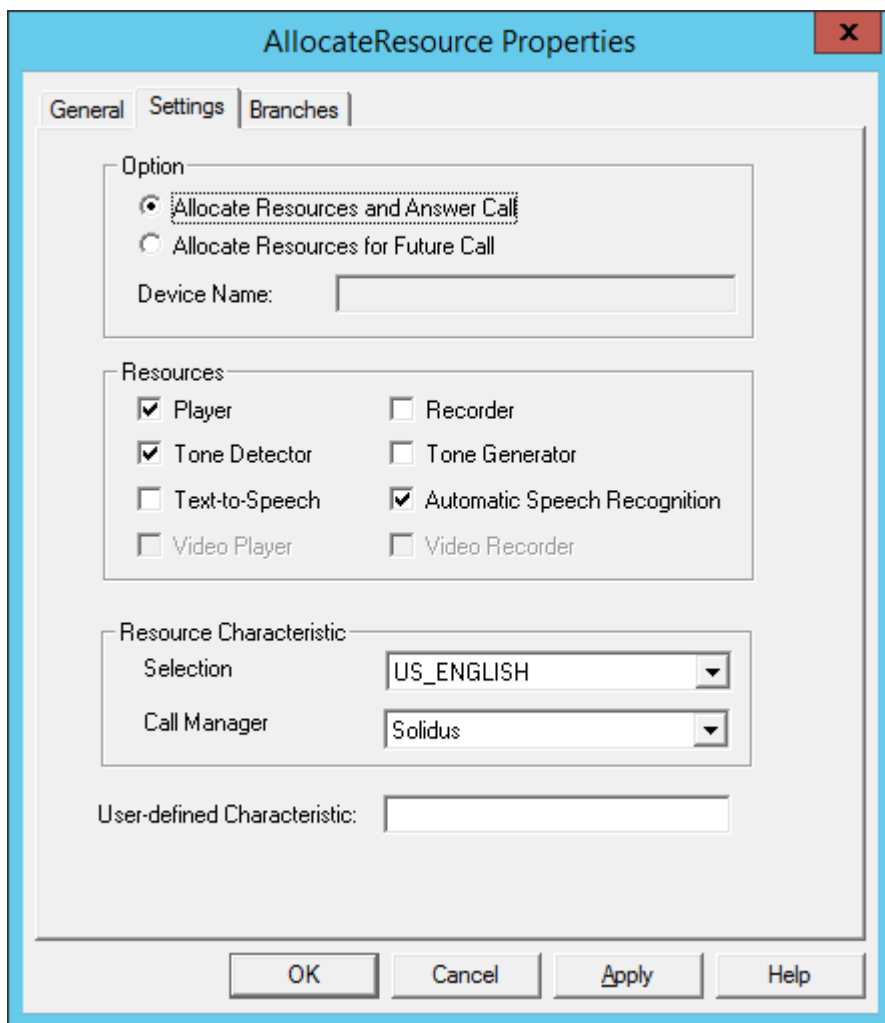 AllocateResource Properties
x
General Settings Branches
Option
Allocate Resources and Answer Call
Allocate Resources for Future Call
Device Name:
Resources
Player Recorder
Tone Detector Tone Generator
Text-to-Speech Automatic Speech Recognition
Video Player Video Recorder
Resource Characteristic
Selection US_ENGLISH
Call Manager Solidus
User-defined Characteristic:
OK Cancel Apply Help